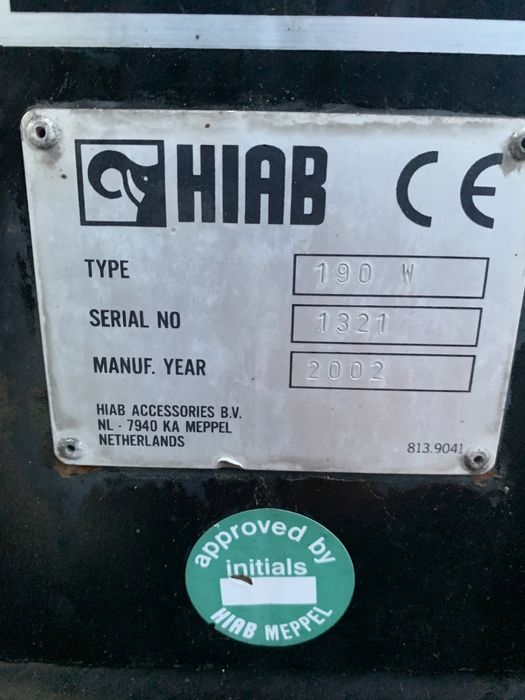 HIAB CE
TYPE 190 W
SERIAL NO 1321
MANUF. YEAR 2002
HIAB ACCESSORIES B.V.
NL - 7940 KA MEPPEL
NETHERLANDS 813.9041
approved by
initials
HIAB MEPPEL